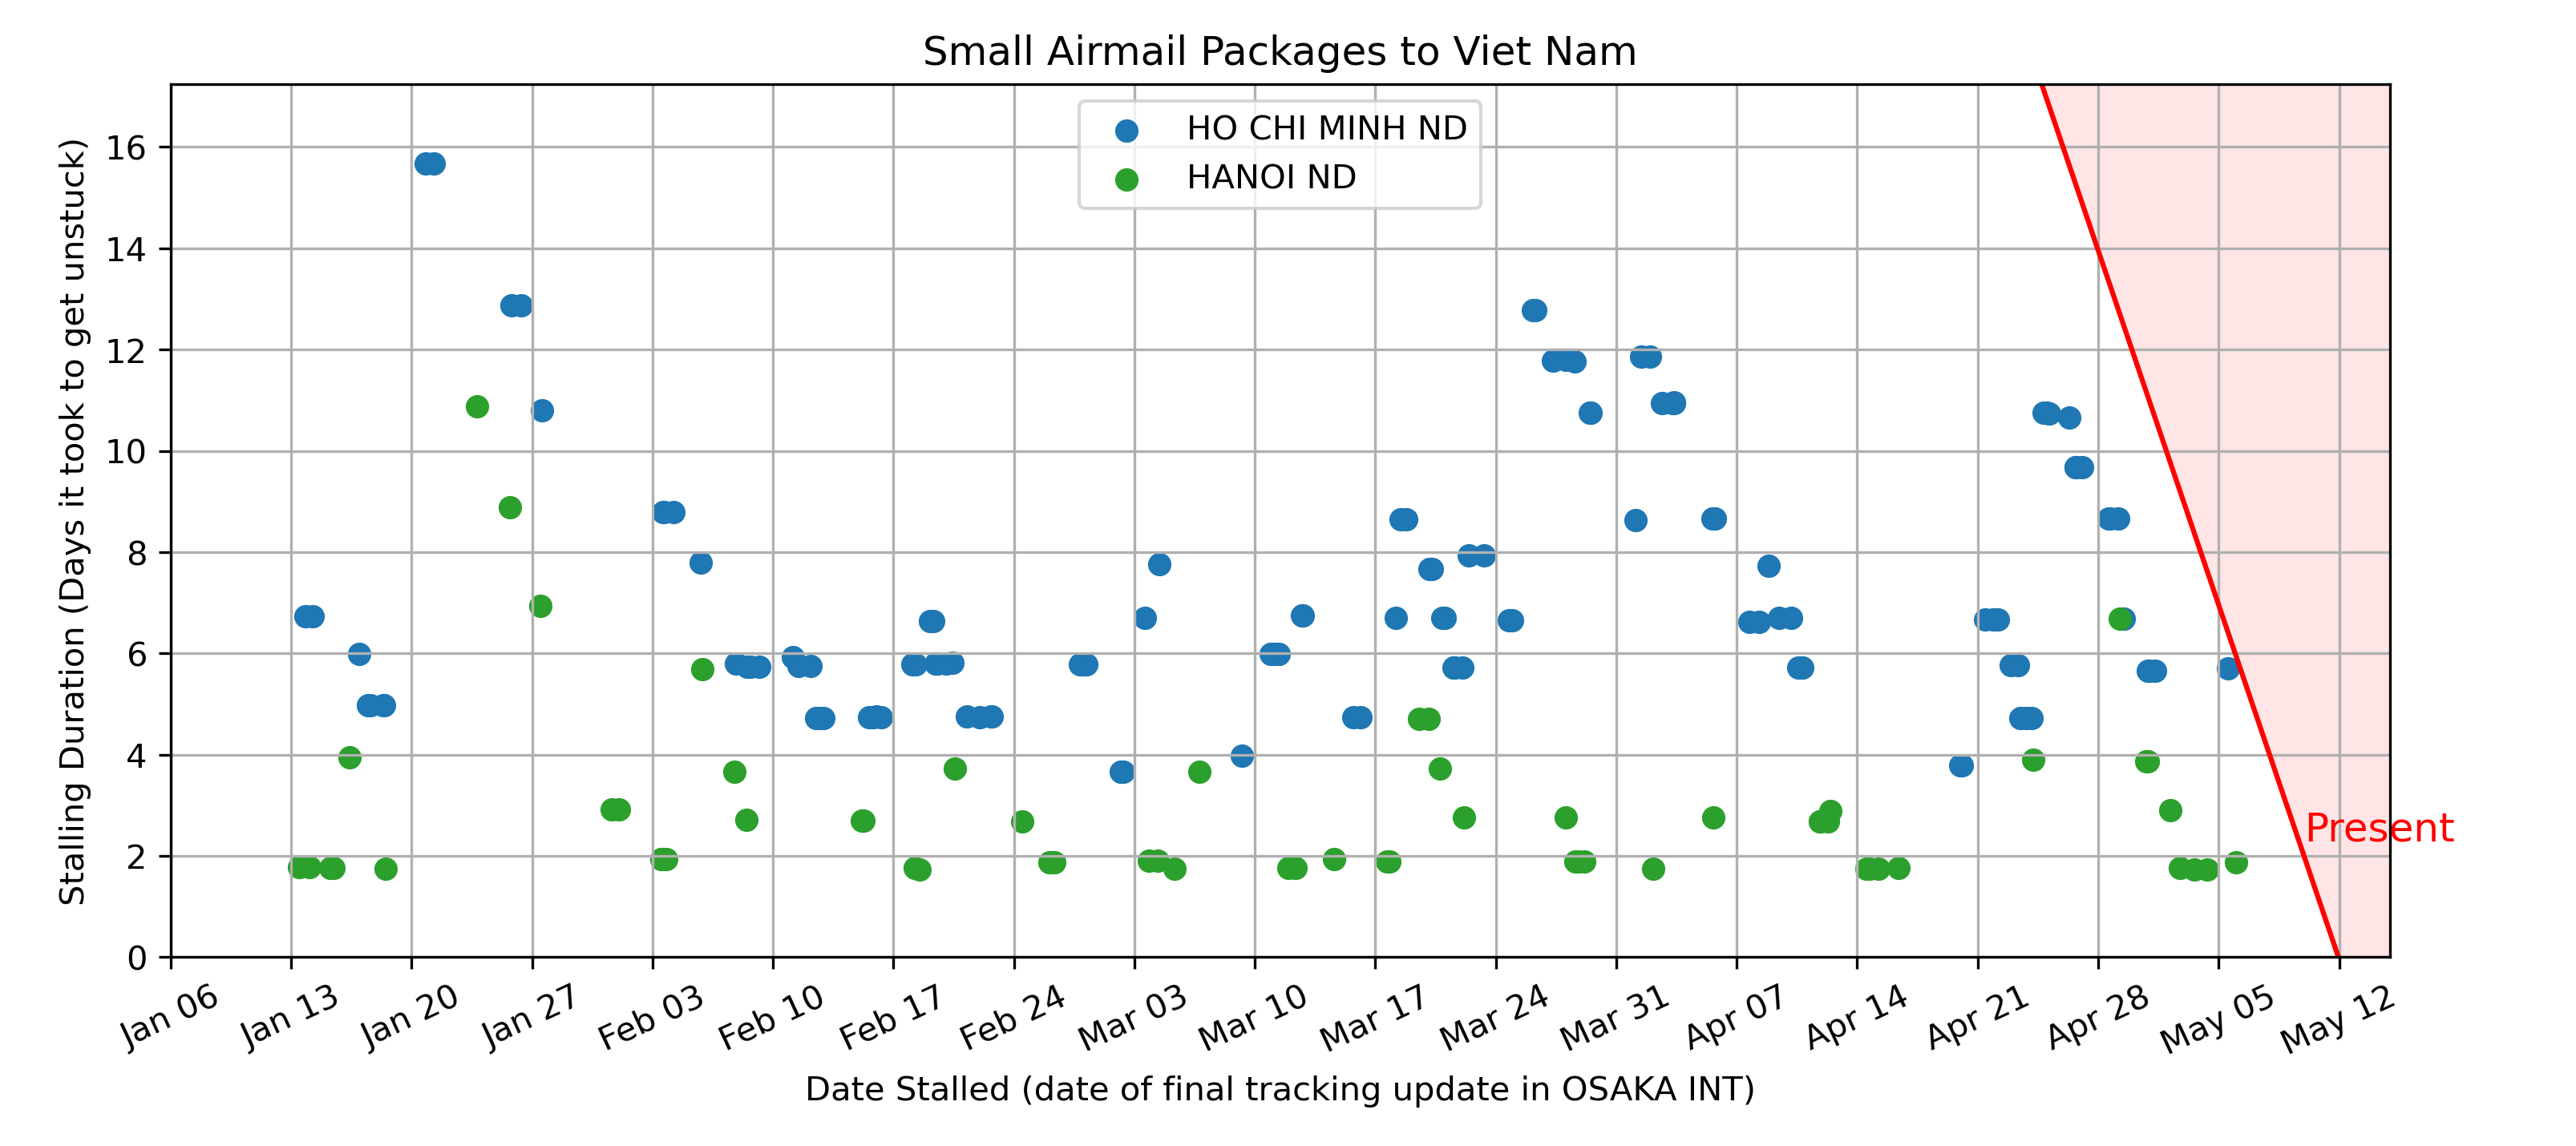 Small Airmail Packages to Viet Nam
HO CHI MINH ND
HANOI ND
Stalling Duration (Days it took to get unstuck)
16
14
12
10
8
6
4
2
0
Present
Jan 06
Jan 13
Jan 20
Jan 27
Feb 03
Feb 10
Feb 17
Feb 24
Mar 03
Mar 10
Mar 17
Mar 24
Mar 31
Apr 07
Apr 14
Apr 21
Apr 28
May 05
May 12
Date Stalled (date of final tracking update in OSAKA INT)